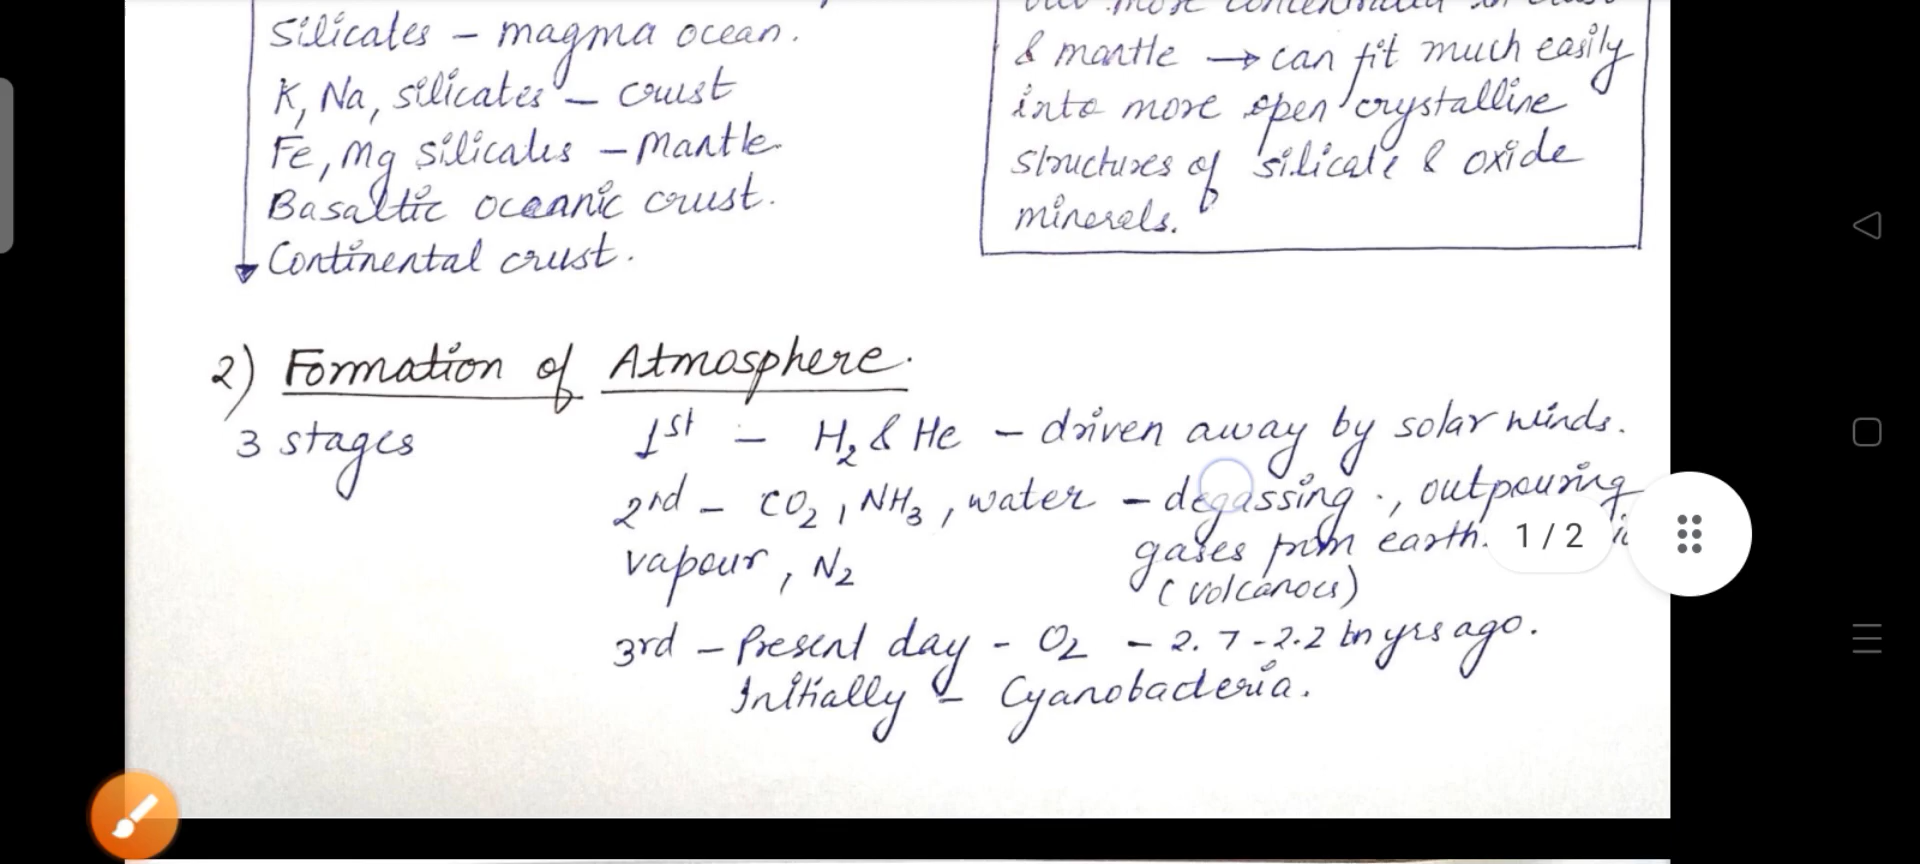 Silicates – magma ocean.
K, Na, silicates – crust
Fe, Mg silicates – Mantle.
Basaltic oceanic crust.
Continental crust.
& mantle → can fit much easily
into more open crystalline
structures of silicate & oxide
minerals.
2) Formation of Atmosphere.
3 stages
1st – H2 & He – driven away by solar winds.
2nd – CO2, NH3, water – degassing ., outpouring
vapour, N2
gases from earth.
(volcanoes)
3rd – Present day – O2 – 2.7-2.2 bn yrs ago.
Initially – Cyanobacteria.
1 / 2